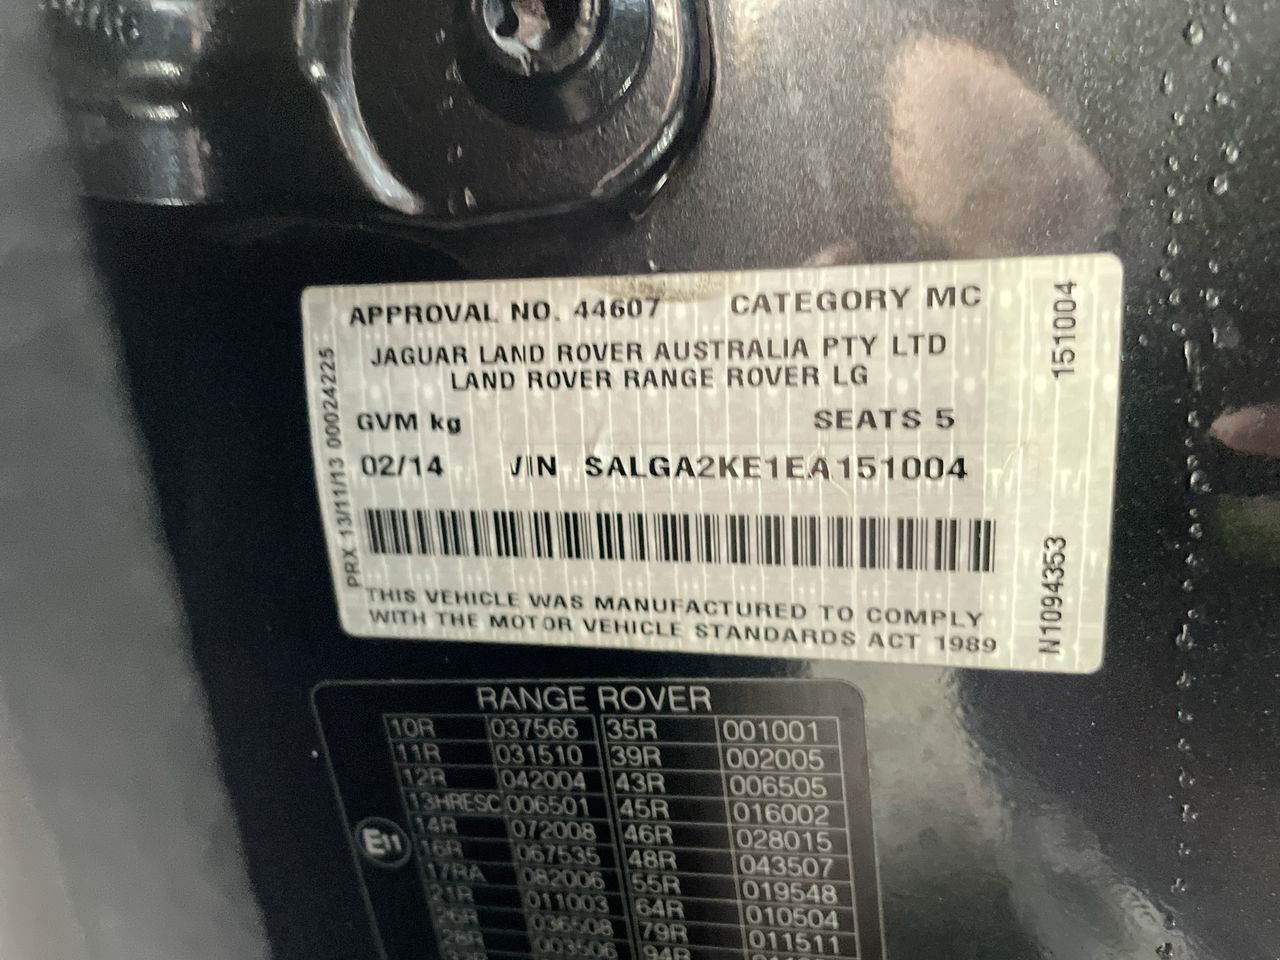 APPROVAL NO. 44607 CATEGORY MC
JAGUAR LAND ROVER AUSTRALIA PTY LTD
LAND ROVER RANGE ROVER LG
GVM kg SEATS 5
02/14 VIN SALGA2KE1EA151004
THIS VEHICLE WAS MANUFACTURED TO COMPLY
WITH THE MOTOR VEHICLE STANDARDS ACT 1989
PRX 13/11/13 00024225
151004
N1094353
RANGE ROVER
10R 037566 35R 001001
11R 031510 39R 002005
12R 042004 43R 006505
13HRESC 006501 45R 016002
14R 072008 46R 028015
16R 067535 48R 043507
17RA 082006 55R 019548
21R 011003 64R 010504
26R 036508 79R 011511
28R 003506 94R
E11